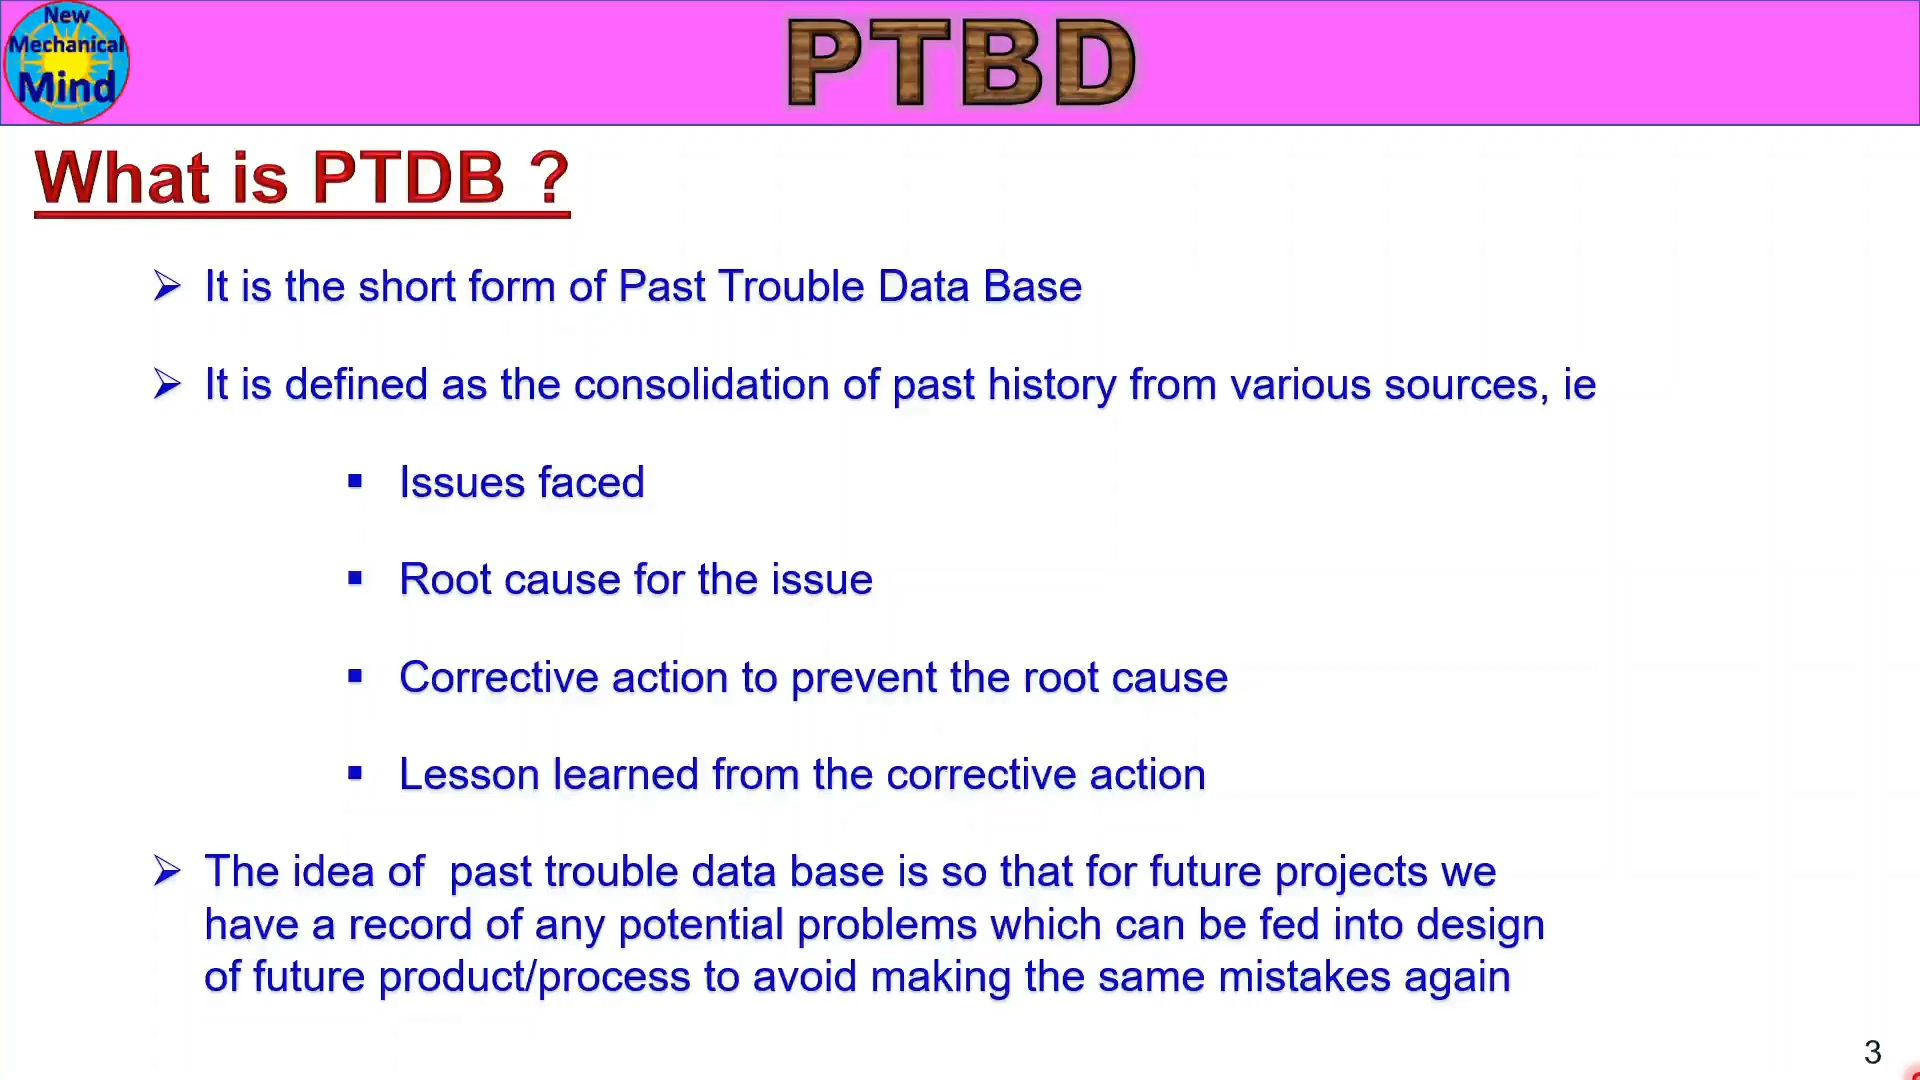 New
Mechanical
Mind
PTBD
What is PTDB ?
It is the short form of Past Trouble Data Base
It is defined as the consolidation of past history from various sources, ie
Issues faced
Root cause for the issue
Corrective action to prevent the root cause
Lesson learned from the corrective action
The idea of  past trouble data base is so that for future projects we
have a record of any potential problems which can be fed into design
of future product/process to avoid making the same mistakes again
3